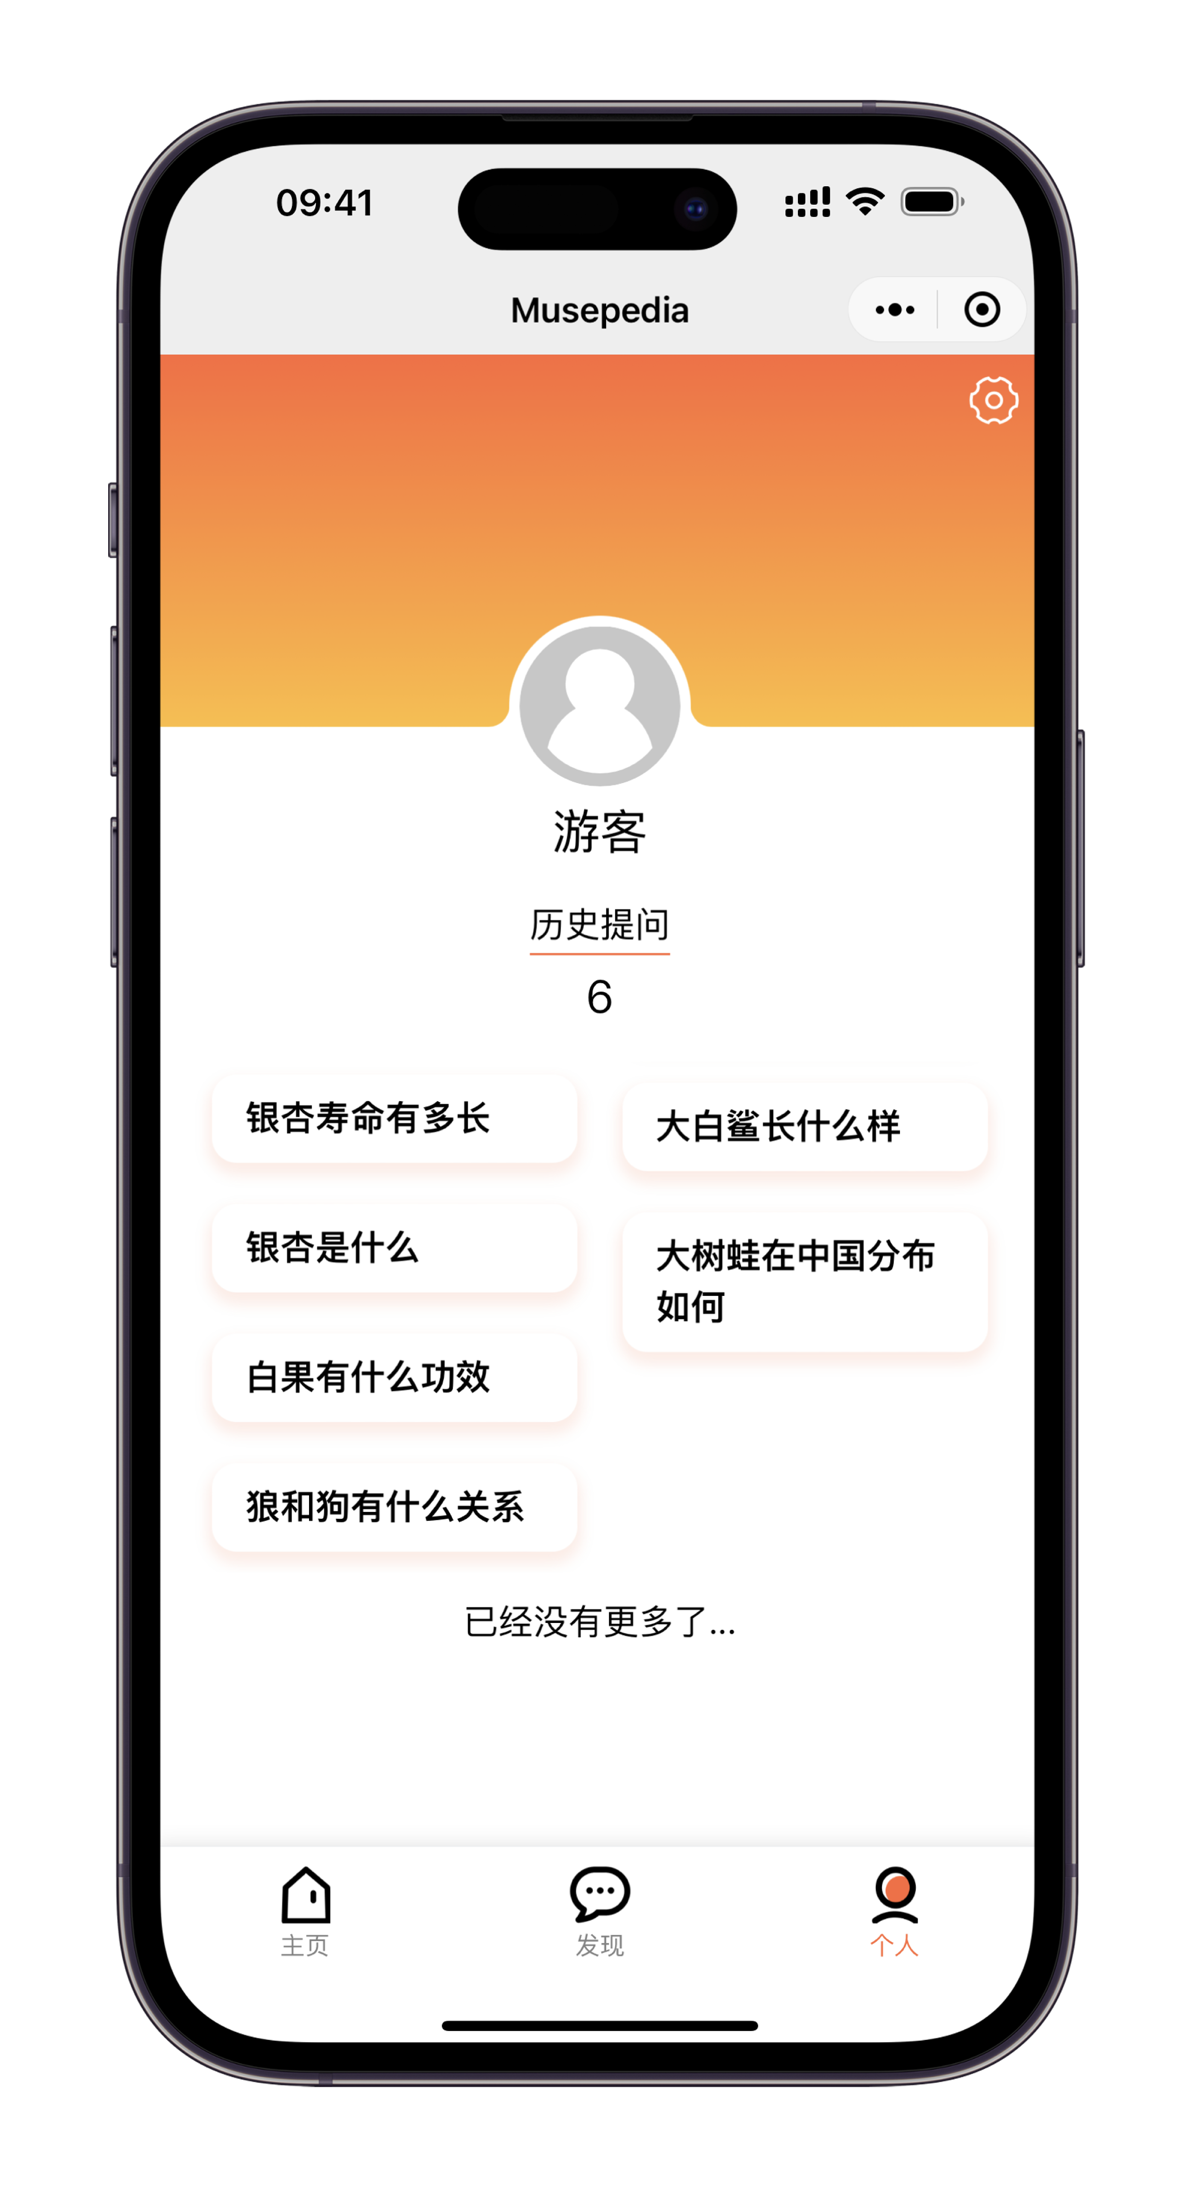 09:41
Musepedia
游客
历史提问
6
银杏寿命有多长
银杏是什么
白果有什么功效
狼和狗有什么关系
大白鲨长什么样
大树蛙在中国分布
如何
已经没有更多了...
主页
发现
个人